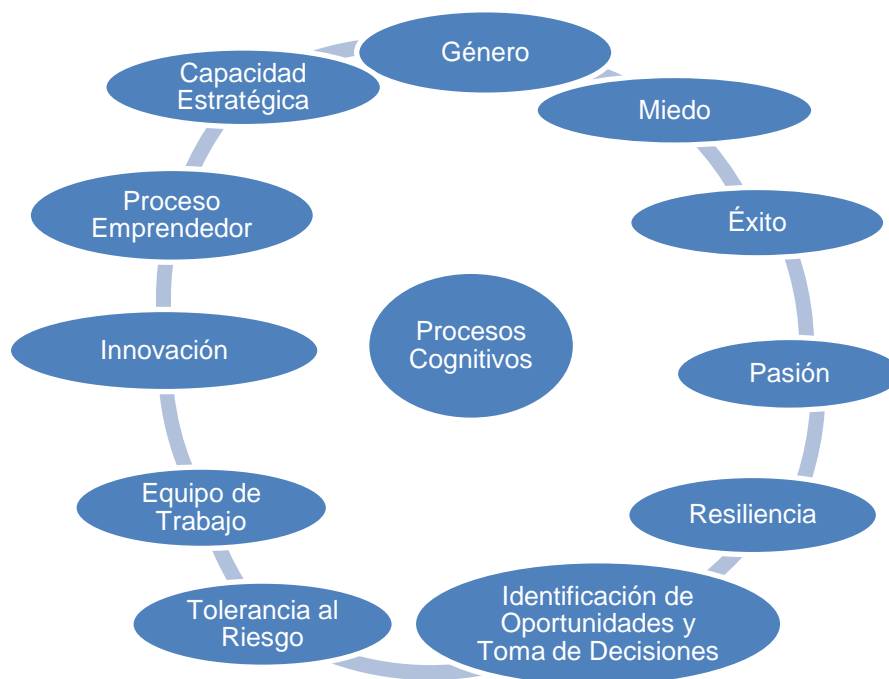 Género
Miedo
Éxito
Pasión
Resiliencia
Identificación de
Oportunidades y
Toma de Decisiones
Tolerancia al
Riesgo
Equipo de
Trabajo
Innovación
Proceso
Emprendedor
Capacidad
Estratégica
Procesos
Cognitivos